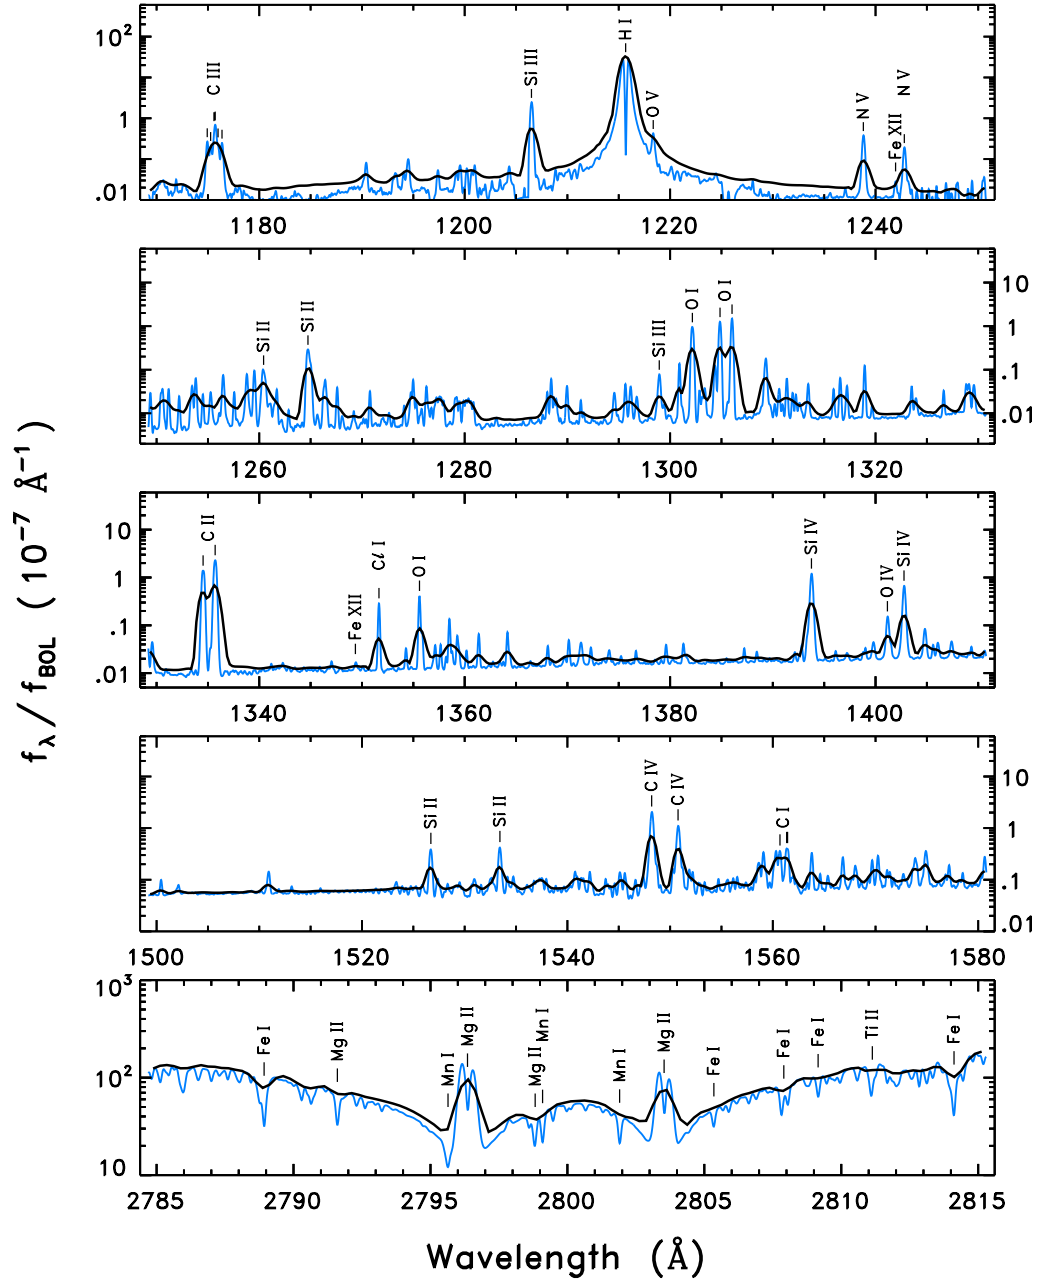 10²
1
.01
C III
Si III
H I
O V
N V
Fe XII
N V
1180 1200 1220 1240
10
1
.1
.01
Si II
Si II
Si III
O I
O I
1260 1280 1300 1320
10
1
.1
.01
C II
Fe XII
Cl I
O I
Si IV
O IV
Si IV
1340 1360 1380 1400
10
1
.1
.01
Si II
Si II
C IV
C IV
C I
1500 1520 1540 1560 1580
10³
10²
10
Fe I
Mg II
Mn I
Mg II
Mg II
Mn I
Mn I
Mg II
Fe I
Fe I
Fe I
Ti II
Fe I
2785 2790 2795 2800 2805 2810 2815
Wavelength (Å)
fλ / fBOL (10⁻⁷ Å⁻¹)